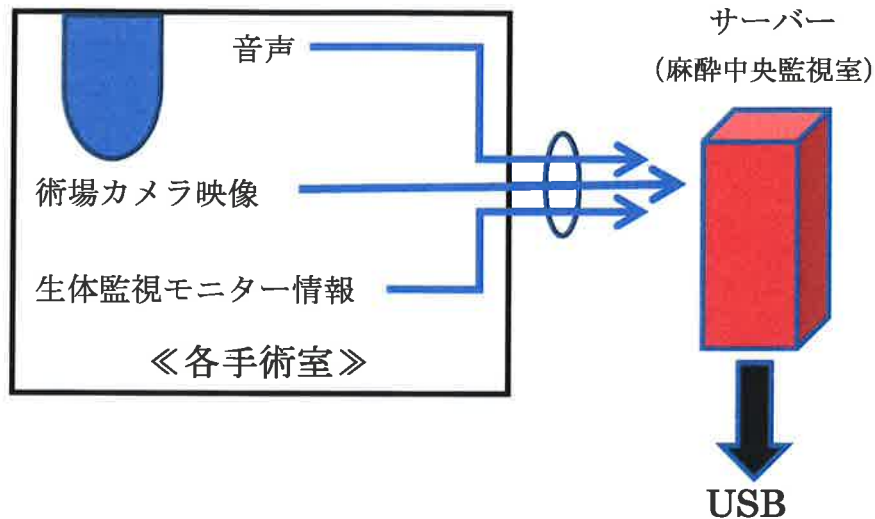 音声
術場カメラ映像
生体監視モニター情報
≪各手術室≫
サーバー
（麻酔中央監視室）
USB